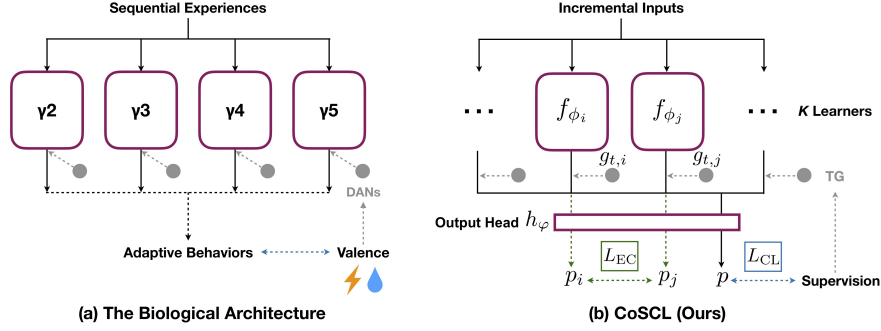 Sequential Experiences
γ2
γ3
γ4
γ5
DANs
Adaptive Behaviors
Valence
(a) The Biological Architecture
Incremental Inputs
...
f_{ϕ_i}
f_{ϕ_j}
...
K Learners
g_{t,i}
g_{t,j}
TG
Output Head h_φ
L_EC
L_CL
p_i
p_j
p
Supervision
(b) CoSCL (Ours)